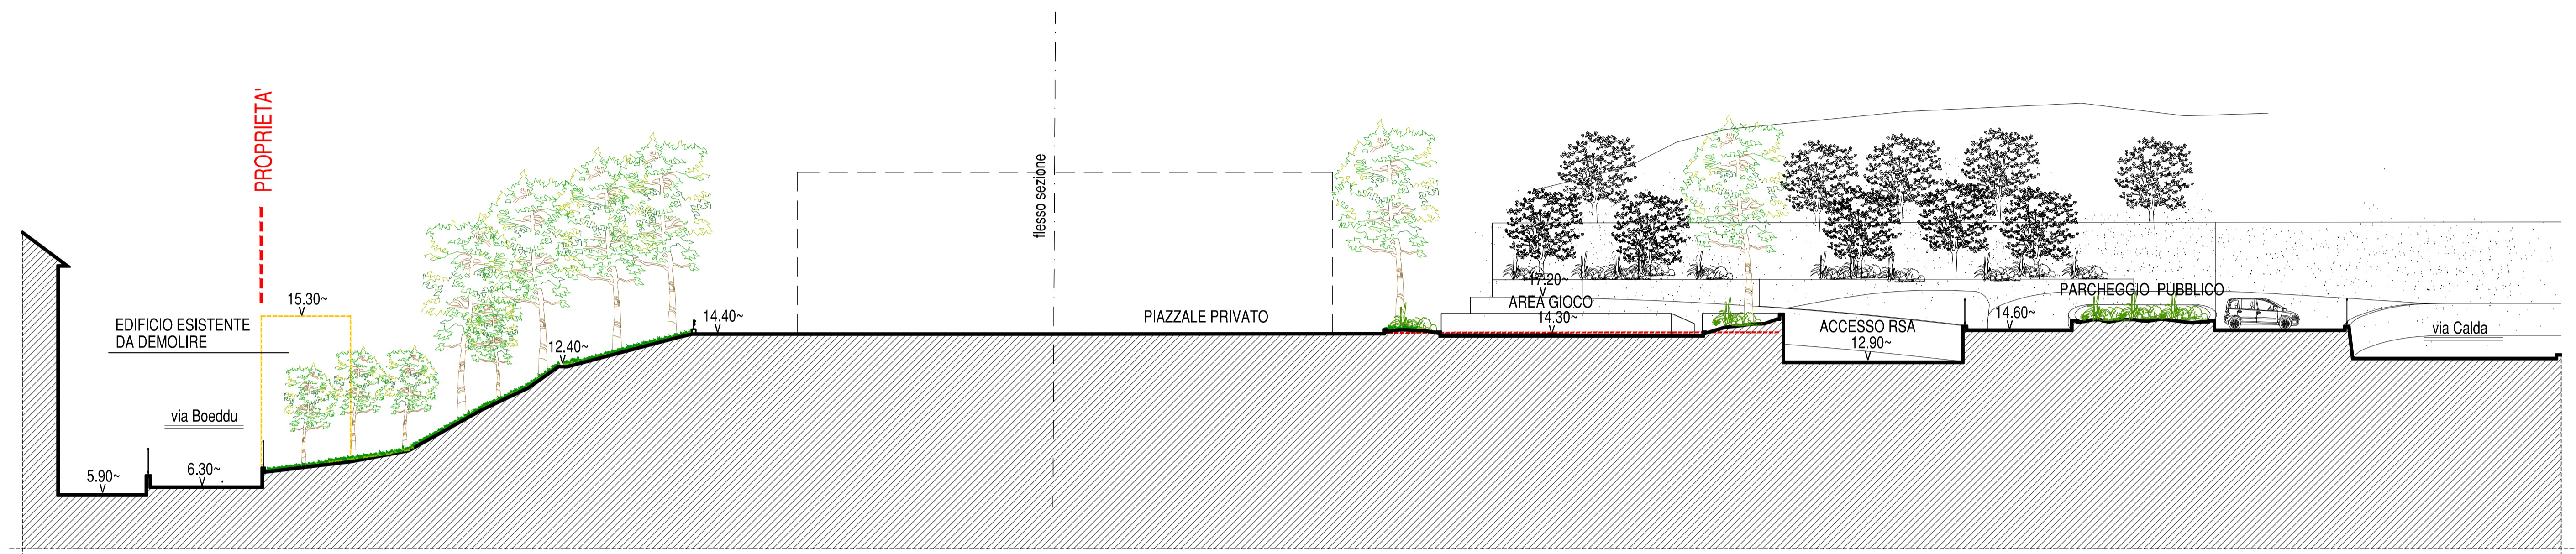 PROPRIETA'
15.30~
EDIFICIO ESISTENTE
DA DEMOLIRE
via Boeddu
5.90~
6.30~
12.40~
14.40~
flesso sezione
PIAZZALE PRIVATO
17.20~
AREA GIOCO
14.30~
ACCESSO RSA
12.90~
14.60~
PARCHEGGIO PUBBLICO
via Calda